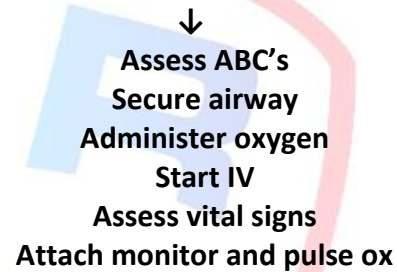 ↓
Assess ABC’s
Secure airway
Administer oxygen
Start IV
Assess vital signs
Attach monitor and pulse ox